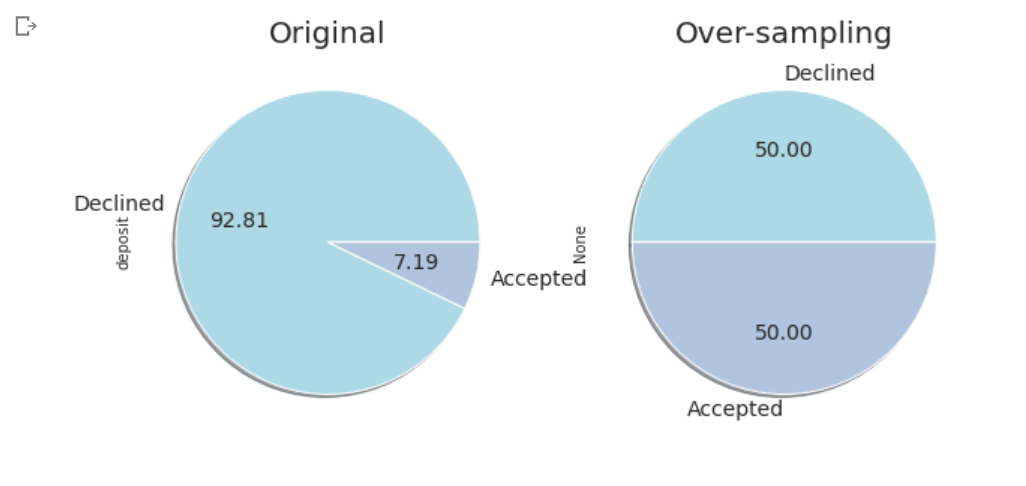 Original
Declined
deposit
92.81
7.19
Accepted
Over-sampling
Declined
None
50.00
50.00
Accepted